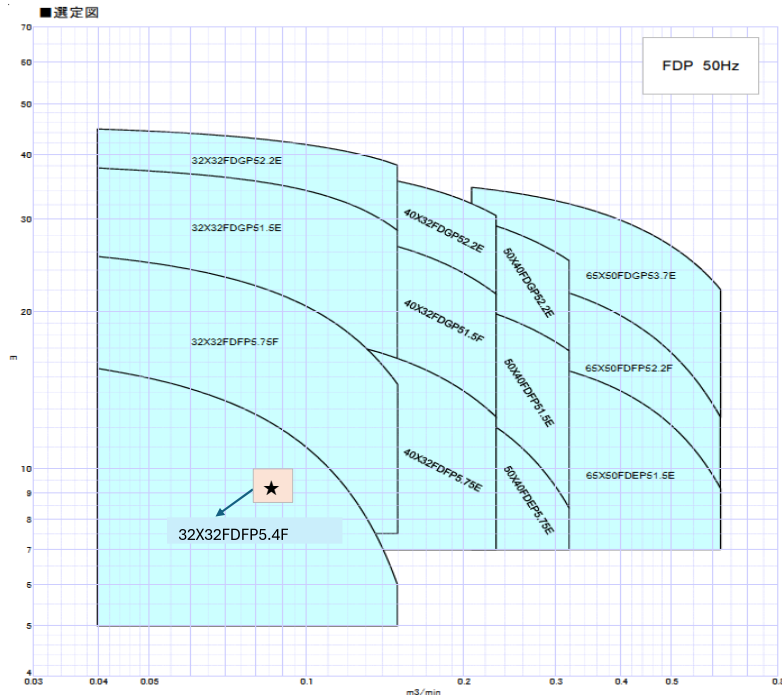 ■選定図
FDP 50Hz
70
60
50
40
30
20
10
9
8
7
6
5
4
m
32X32FDGP52.2E
32X32FDGP51.5E
32X32FDFP5.75F
32X32FDFP5.4F
★
40X32FDGP52.2E
40X32FDGP51.5F
40X32FDFP5.75E
50X40FDGP52.2E
50X40FDFP51.5E
50X40FDEP5.75E
65X50FDGP53.7E
65X50FDFP52.2F
65X50FDEP51.5E
0.03 0.04 0.05 0.1 0.2 0.3 0.4 0.5
m3/min